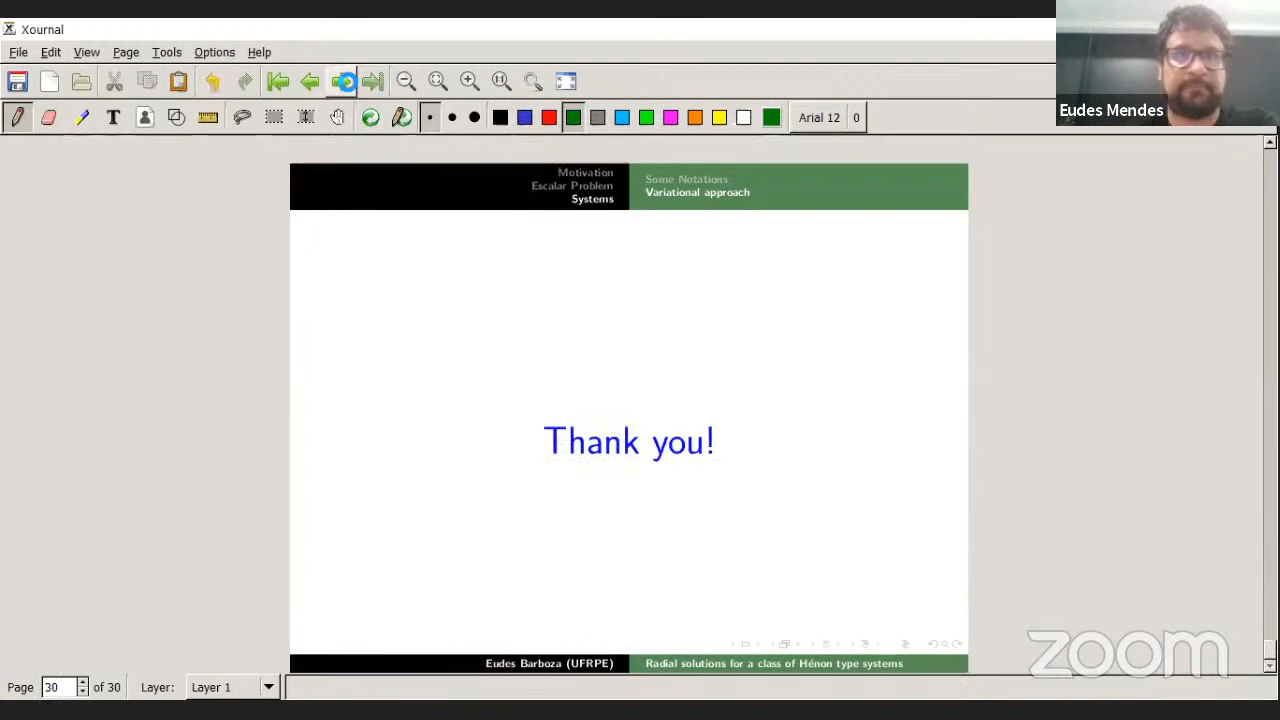 Xournal
File Edit View Page Tools Options Help
Eudes Mendes
T Arial 12 0
Motivation
Escalar Problem
Systems
Some Notations
Variational approach
Thank you!
Eudes Barboza (UFRPE)
Radial solutions for a class of Hénon type systems
zoom
Page 30 of 30 Layer: Layer 1